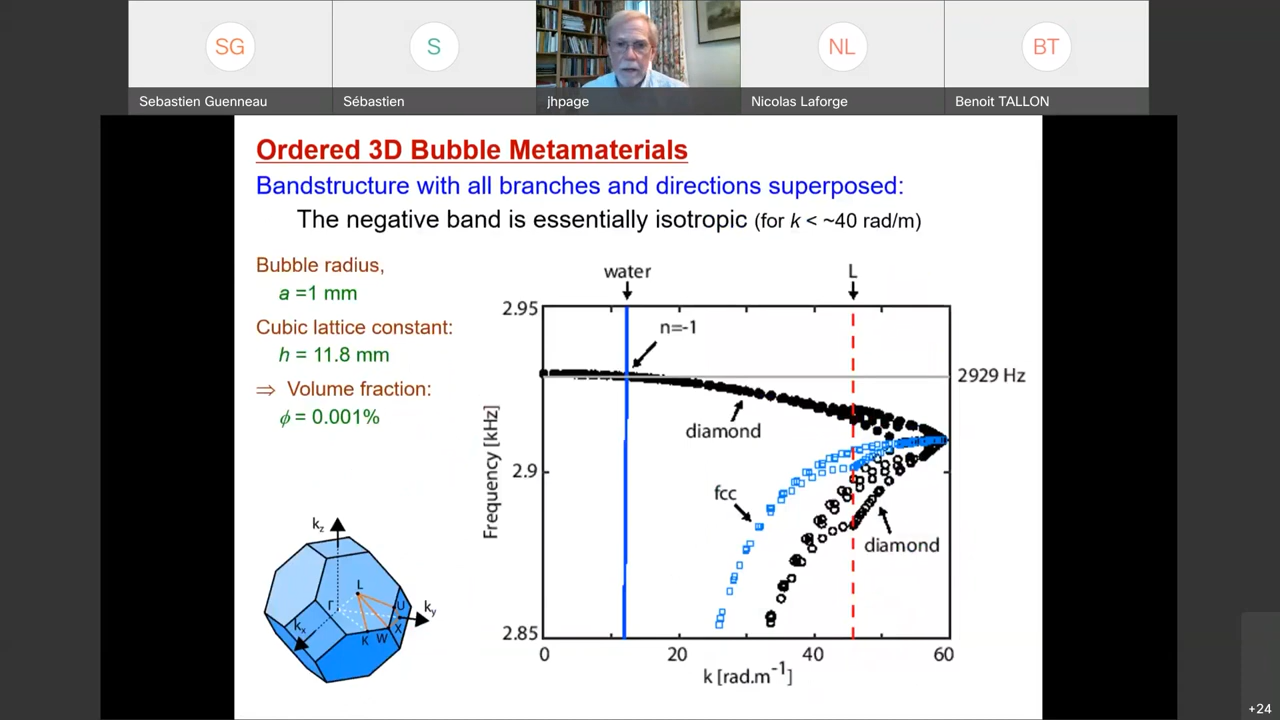 SG
S
NL
BT
Sebastien Guenneau
Sébastien
jhpage
Nicolas Laforge
Benoit TALLON
Ordered 3D Bubble Metamaterials
Bandstructure with all branches and directions superposed:
The negative band is essentially isotropic (for k < ~40 rad/m)
Bubble radius,
a =1 mm
Cubic lattice constant:
h = 11.8 mm
⇒ Volume fraction:
ϕ = 0.001%
water
L
2.95
n=-1
2929 Hz
diamond
Frequency [kHz]
2.9
fcc
diamond
2.85
0
20
40
60
k [rad.m⁻¹]
kz
L
Γ
U
ky
kx
X
K
W
+24